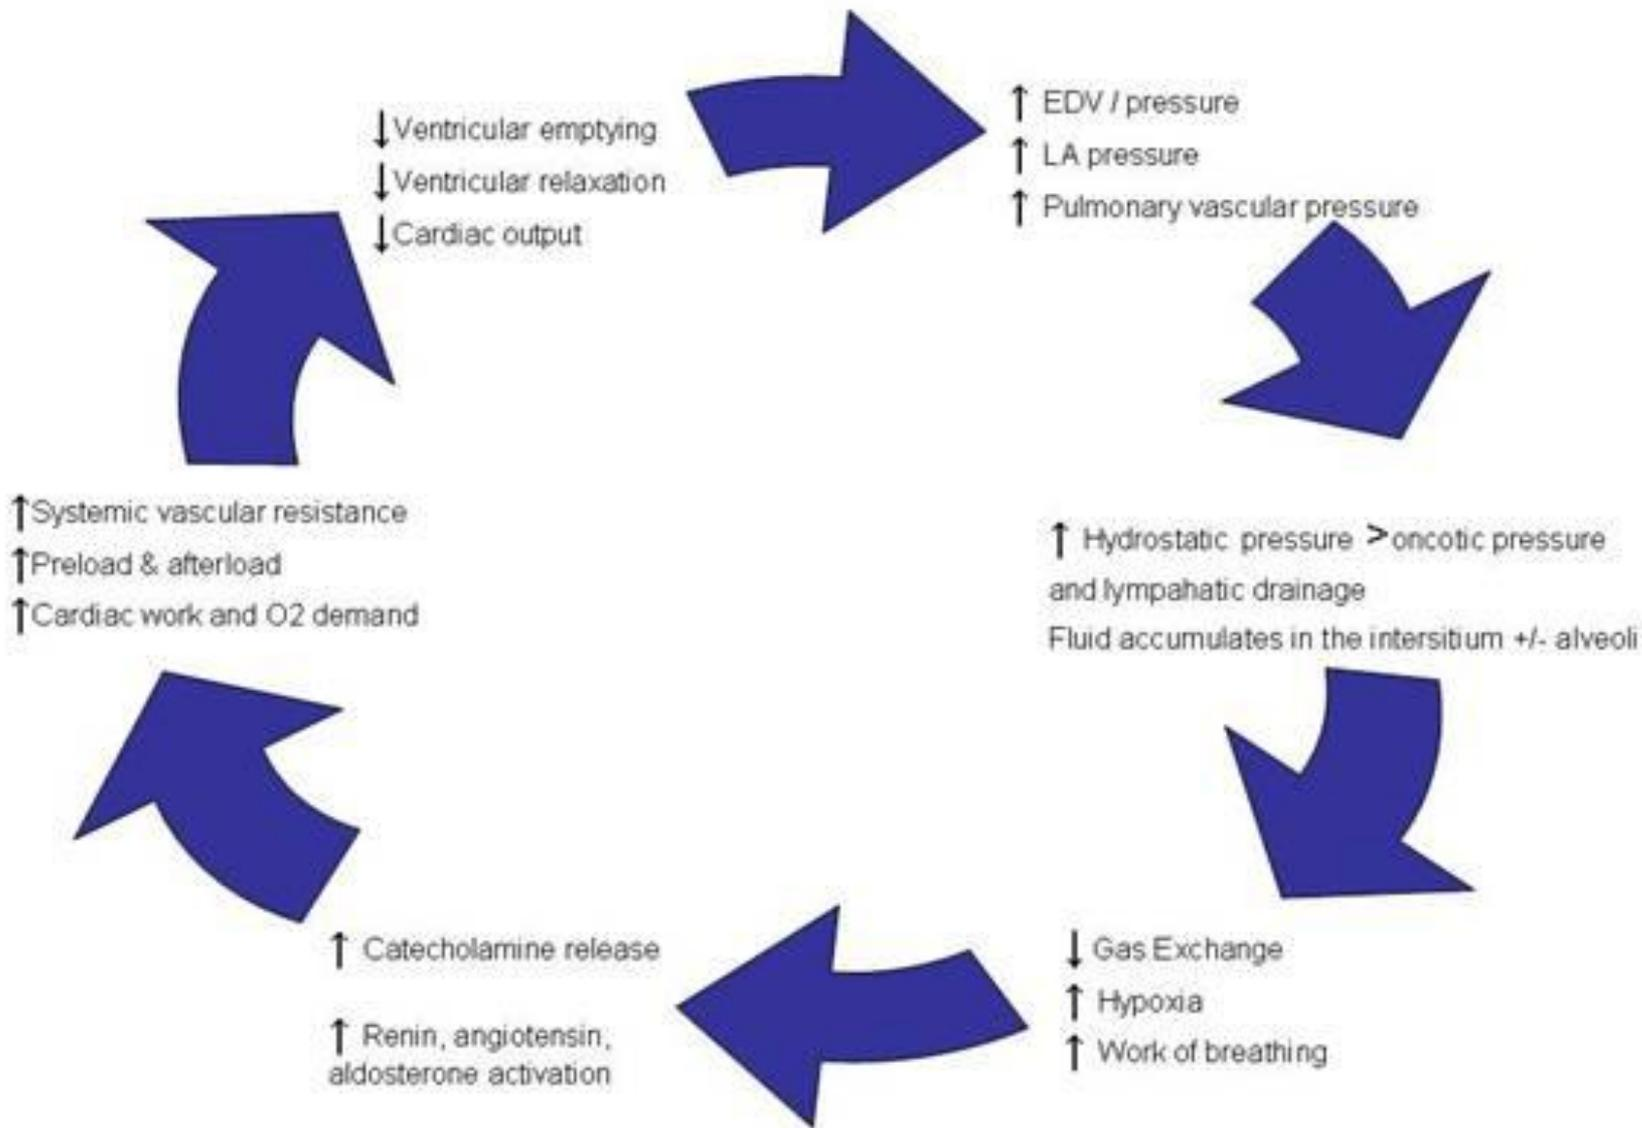 ↓Ventricular emptying
↓Ventricular relaxation
↓Cardiac output
↑ EDV / pressure
↑ LA pressure
↑ Pulmonary vascular pressure
↑ Hydrostatic pressure > oncotic pressure
and lympahatic drainage
Fluid accumulates in the intersitium +/- alveoli
↓ Gas Exchange
↑ Hypoxia
↑ Work of breathing
↑ Catecholamine release
↑ Renin, angiotensin,
aldosterone activation
↑Systemic vascular resistance
↑Preload & afterload
↑Cardiac work and O2 demand